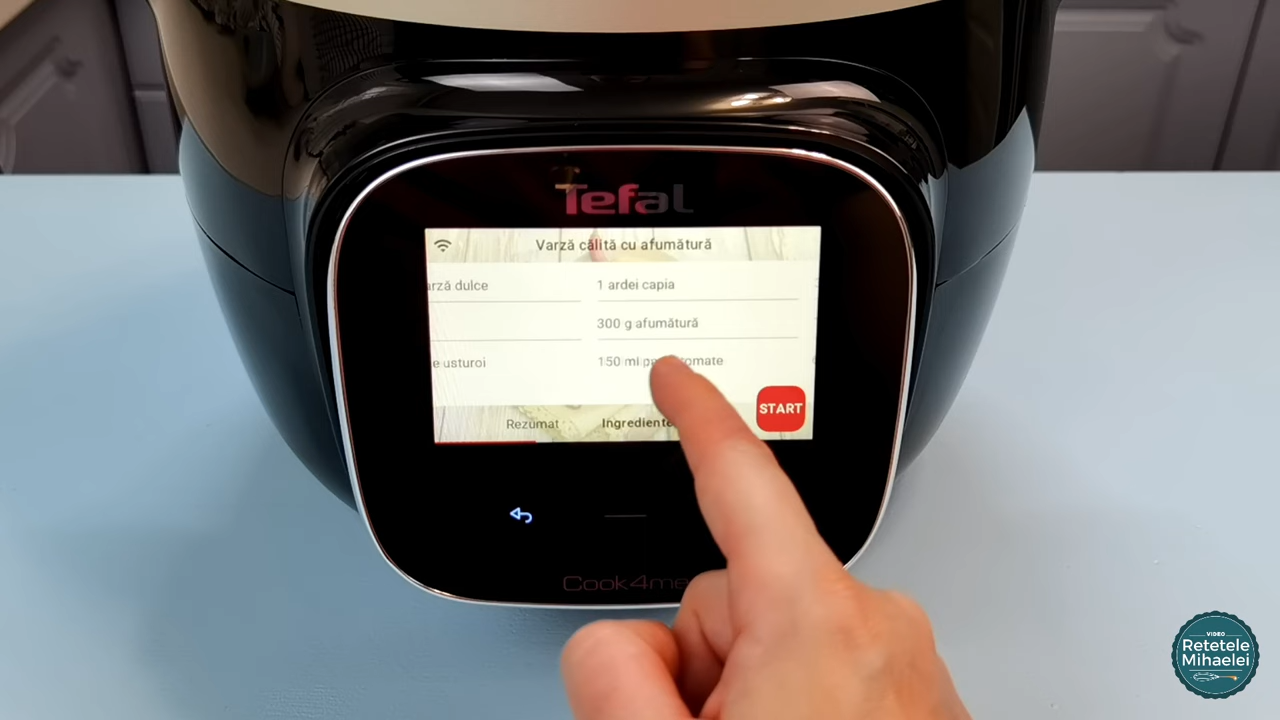 Tefal
Varză călită cu afumătură
arză dulce
1 ardei capia
300 g afumătură
e usturoi
150 ml
Rezumat
Ingrediente
START
Cook4me
VIDEO
Retetele
Mihaelei